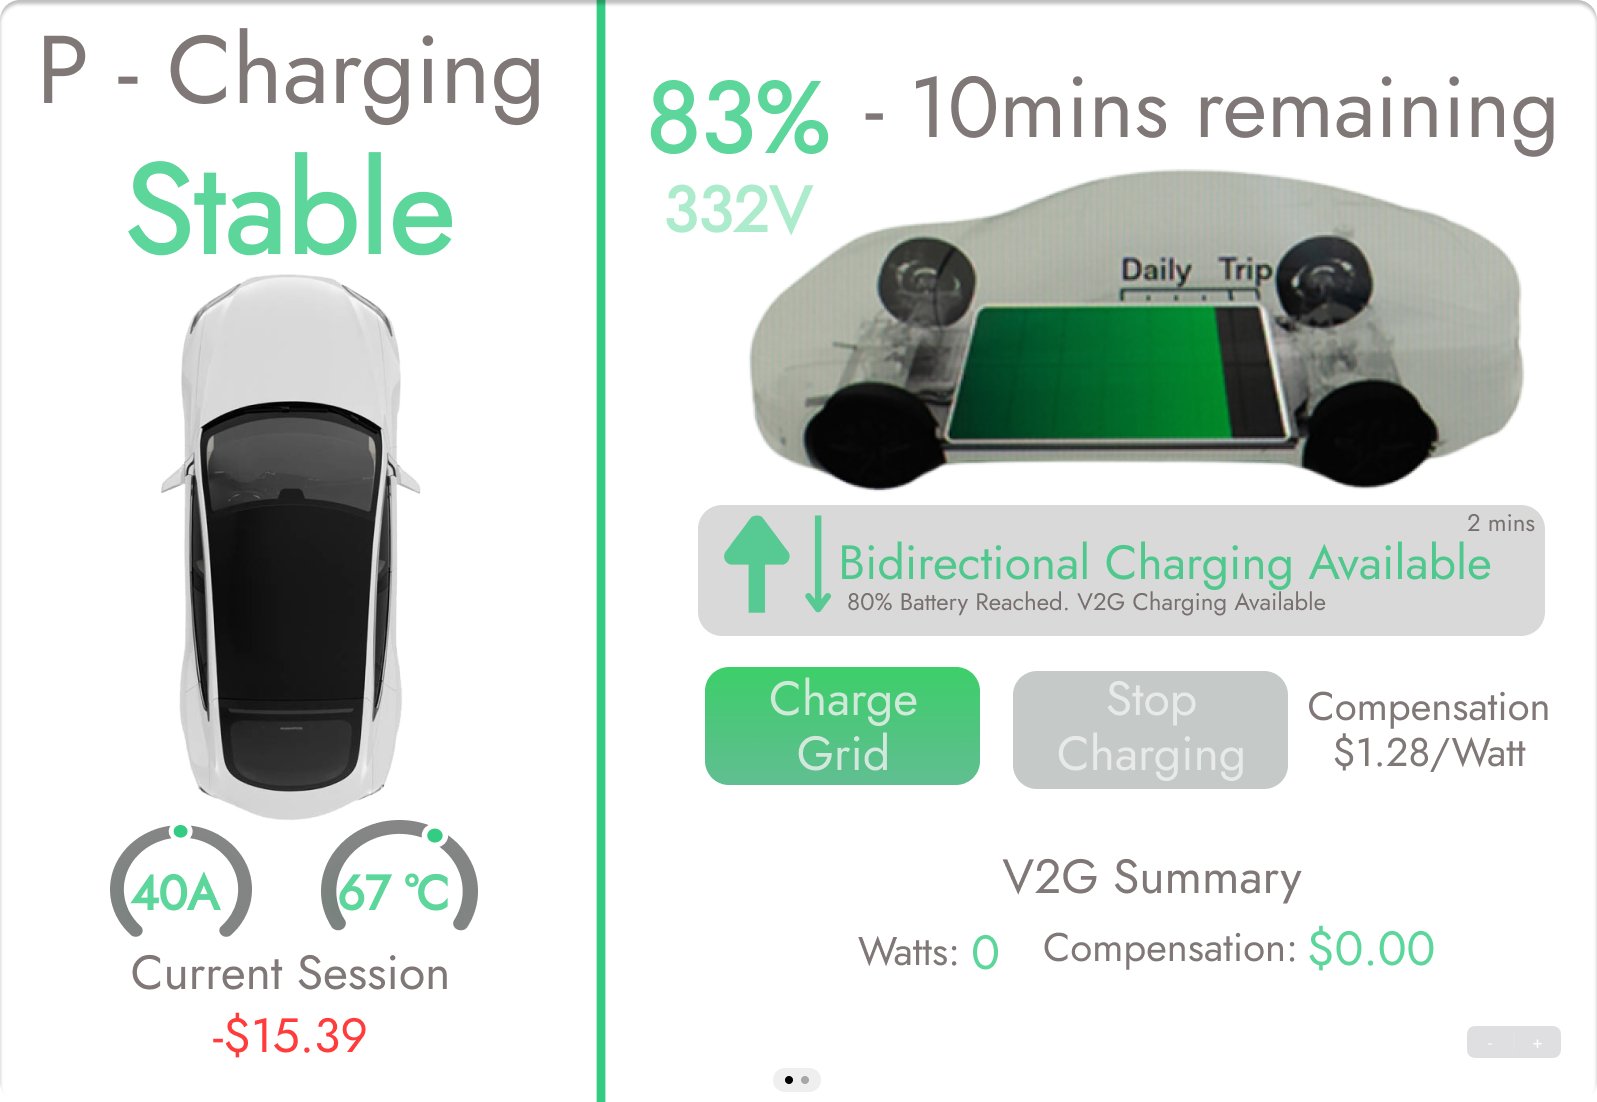 P - Charging
Stable
40A
67 °C
Current Session
-$15.39
83% - 10mins remaining
332V
Daily Trip
2 mins
Bidirectional Charging Available
80% Battery Reached. V2G Charging Available
Charge
Grid
Stop
Charging
Compensation
$1.28/Watt
V2G Summary
Watts: 0 Compensation: $0.00
- +